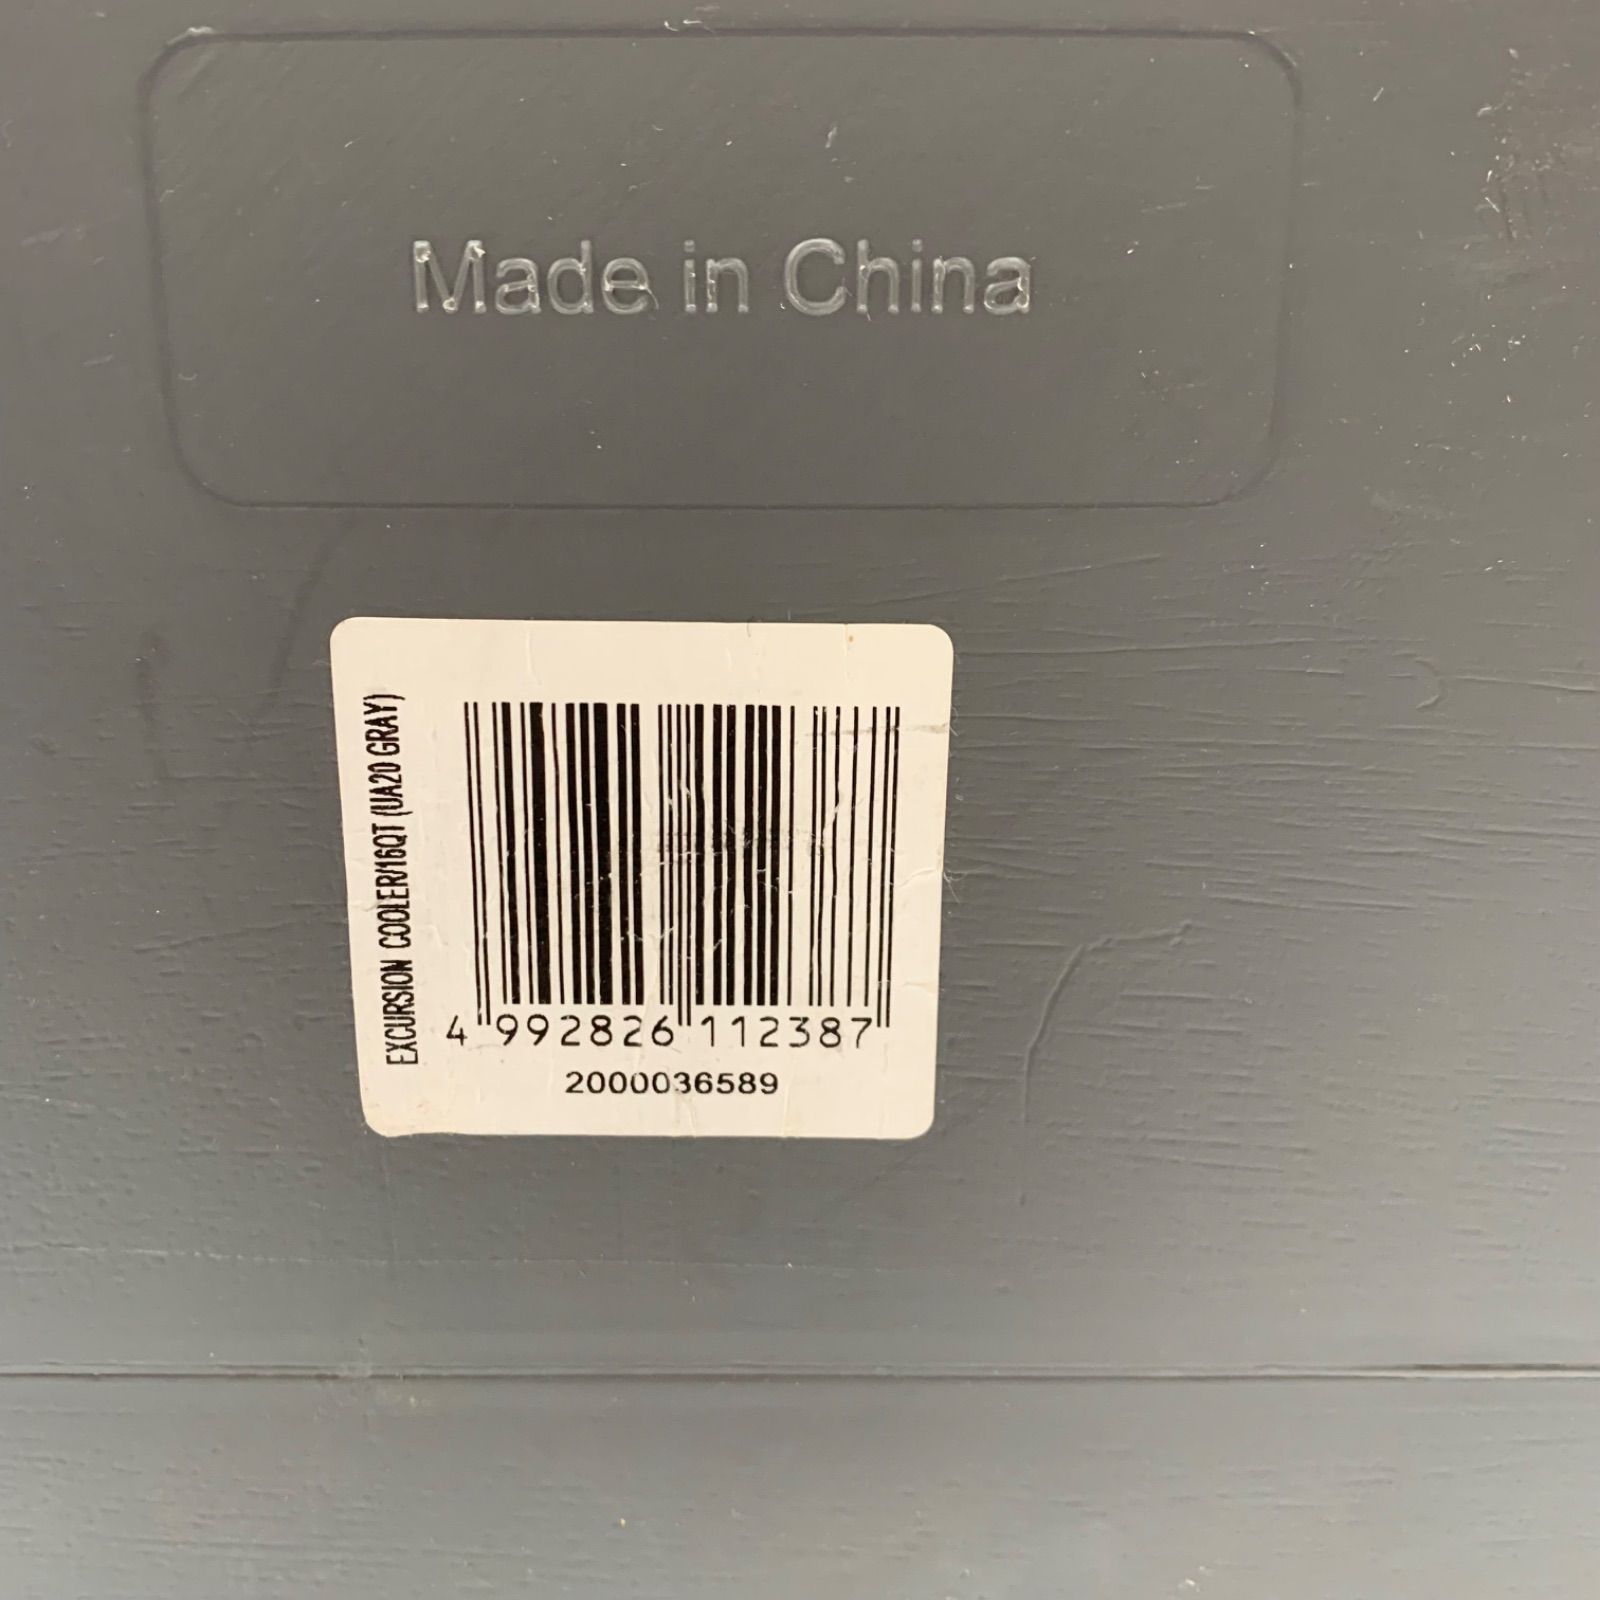 Made in China
EXCURSION COOLER/16QT (UA20 GRAY)
4 992826 112387
2000036589